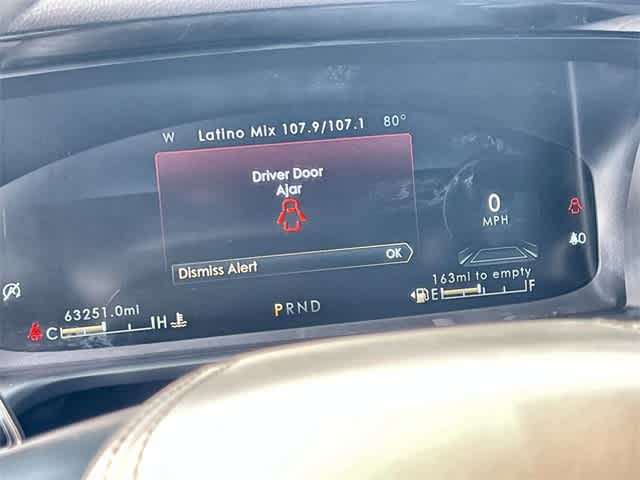 W Latino Mix 107.9/107.1 80°
Driver Door
Ajar
0
MPH
Dismiss Alert OK
163mi to empty
E F
63251.0mi
PRND
C H